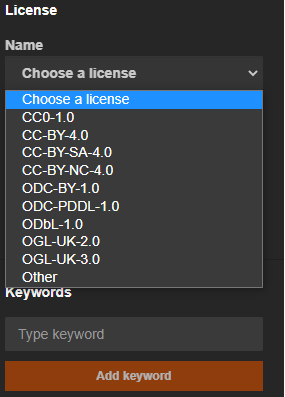 License
Name
Choose a license
Choose a license
CC0-1.0
CC-BY-4.0
CC-BY-SA-4.0
CC-BY-NC-4.0
ODC-BY-1.0
ODC-PDDL-1.0
ODbL-1.0
OGL-UK-2.0
OGL-UK-3.0
Other
Keywords
Type keyword
Add keyword